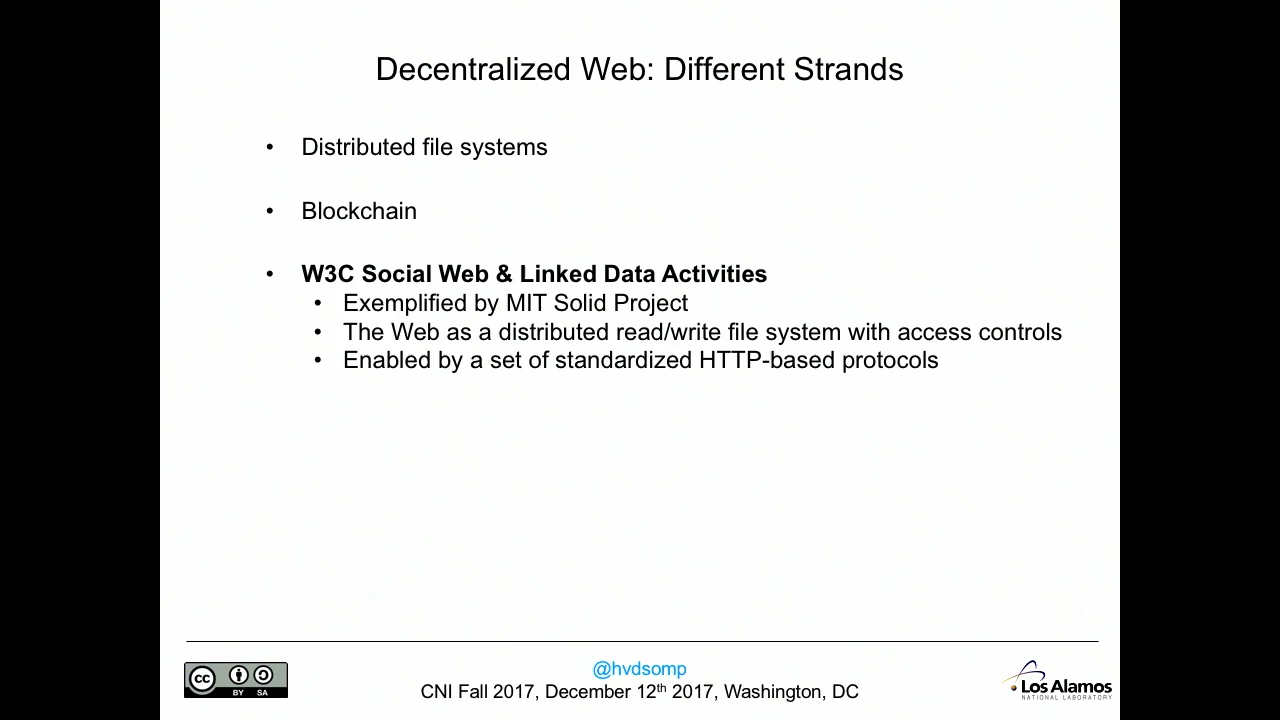 Decentralized Web: Different Strands
• Distributed file systems
• Blockchain
• W3C Social Web & Linked Data Activities
• Exemplified by MIT Solid Project
• The Web as a distributed read/write file system with access controls
• Enabled by a set of standardized HTTP-based protocols
@hvdsomp
CNI Fall 2017, December 12th 2017, Washington, DC
cc
BY SA
Los Alamos
NATIONAL LABORATORY